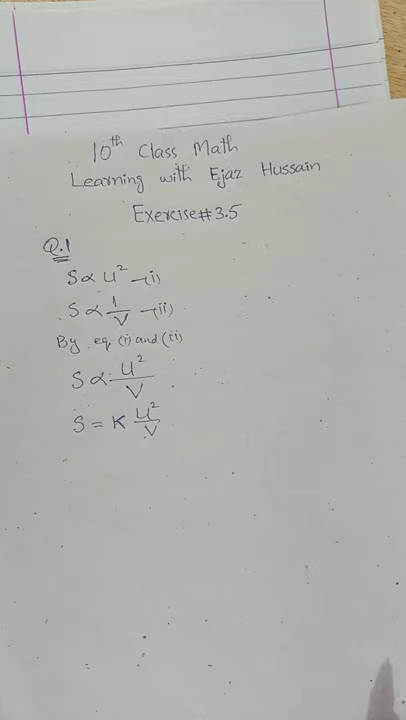 10th Class Math
Learning with Ejaz Hussain
Exercise#3.5
Q.1
S∝u² —(i)
S∝1/V —(ii)
By eq. (i) and (ii)
S∝u²/V
S=K u²/V